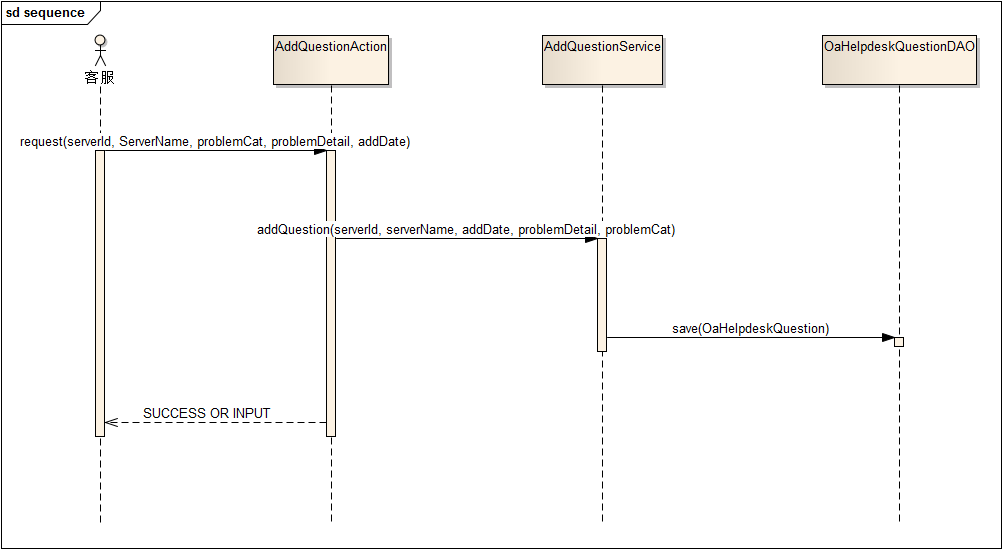 sd sequence
客服
AddQuestionAction
AddQuestionService
OaHelpdeskQuestionDAO
request(serverId, ServerName, problemCat, problemDetail, addDate)
addQuestion(serverId, serverName, addDate, problemDetail, problemCat)
save(OaHelpdeskQuestion)
SUCCESS OR INPUT